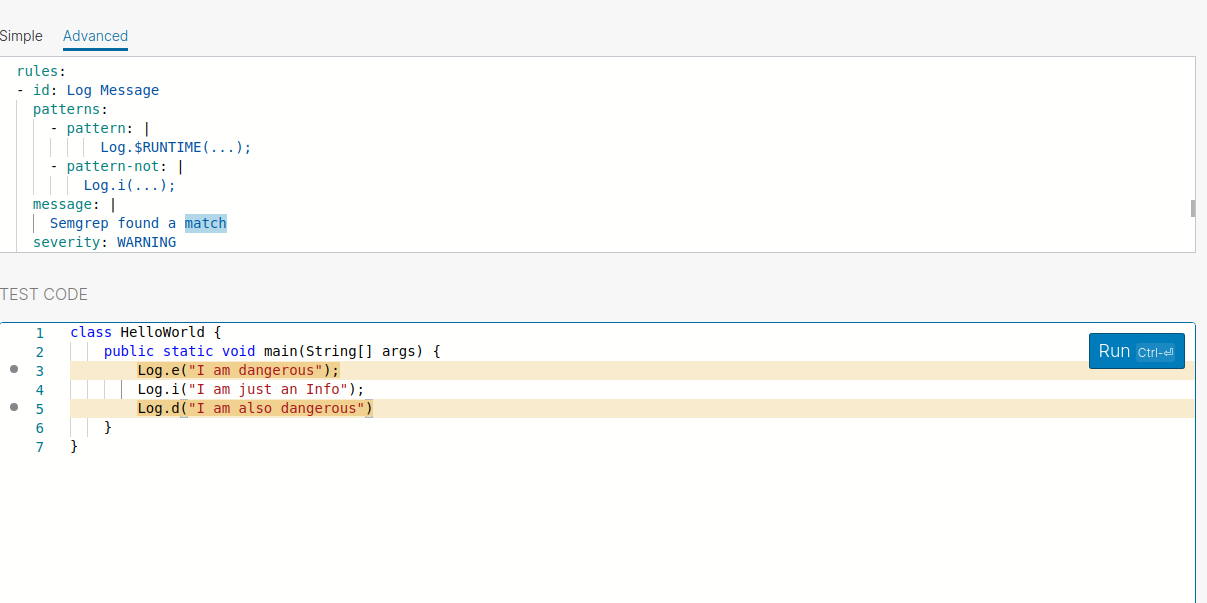 Simple Advanced
rules:
- id: Log Message
patterns:
- pattern: |
Log.$RUNTIME(...);
- pattern-not: |
Log.i(...);
message: |
Semgrep found a match
severity: WARNING
TEST CODE
1 class HelloWorld {
2 public static void main(String[] args) {
3 Log.e("I am dangerous");
4 Log.i("I am just an Info");
5 Log.d("I am also dangerous")
6 }
7 }
Run Ctrl-⏎